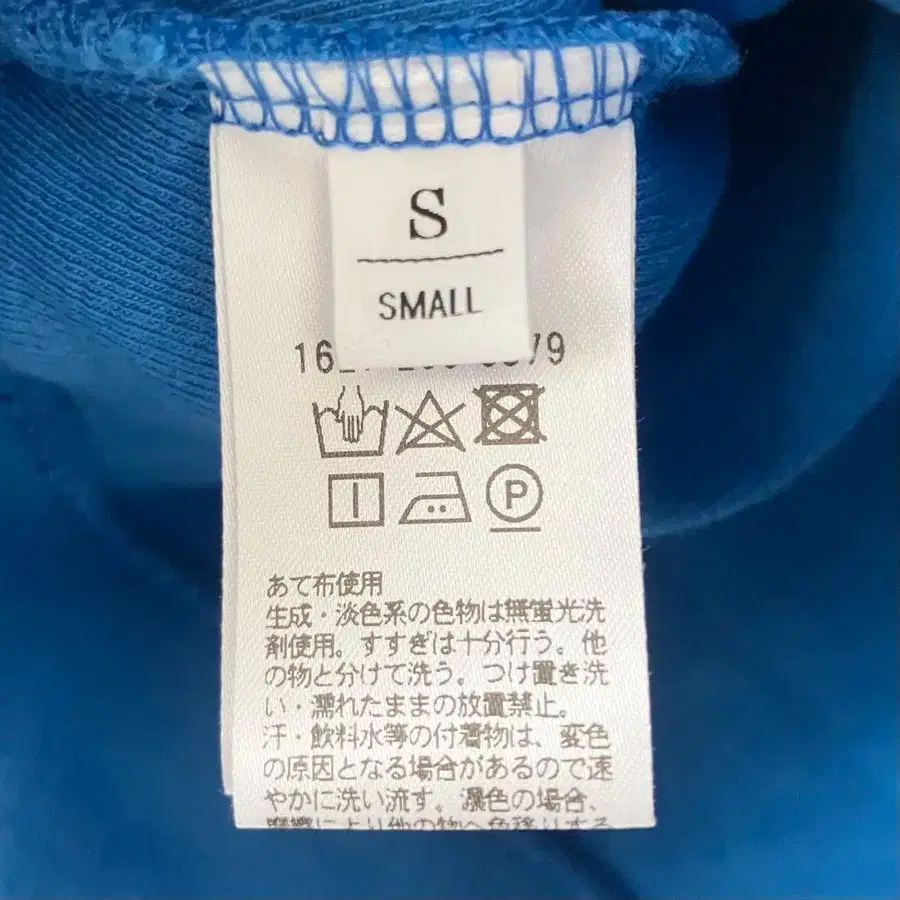 S
SMALL
P
あて布使用
生成・淡色系の色物は無蛍光洗
剤使用。すすぎは十分行う。他
の物と分けて洗う。つけ置き洗
い・濡れたままの放置禁止。
汗・飲料水等の付着物は、変色
の原因となる場合があるので速
やかに洗い流す。濃色の場合、